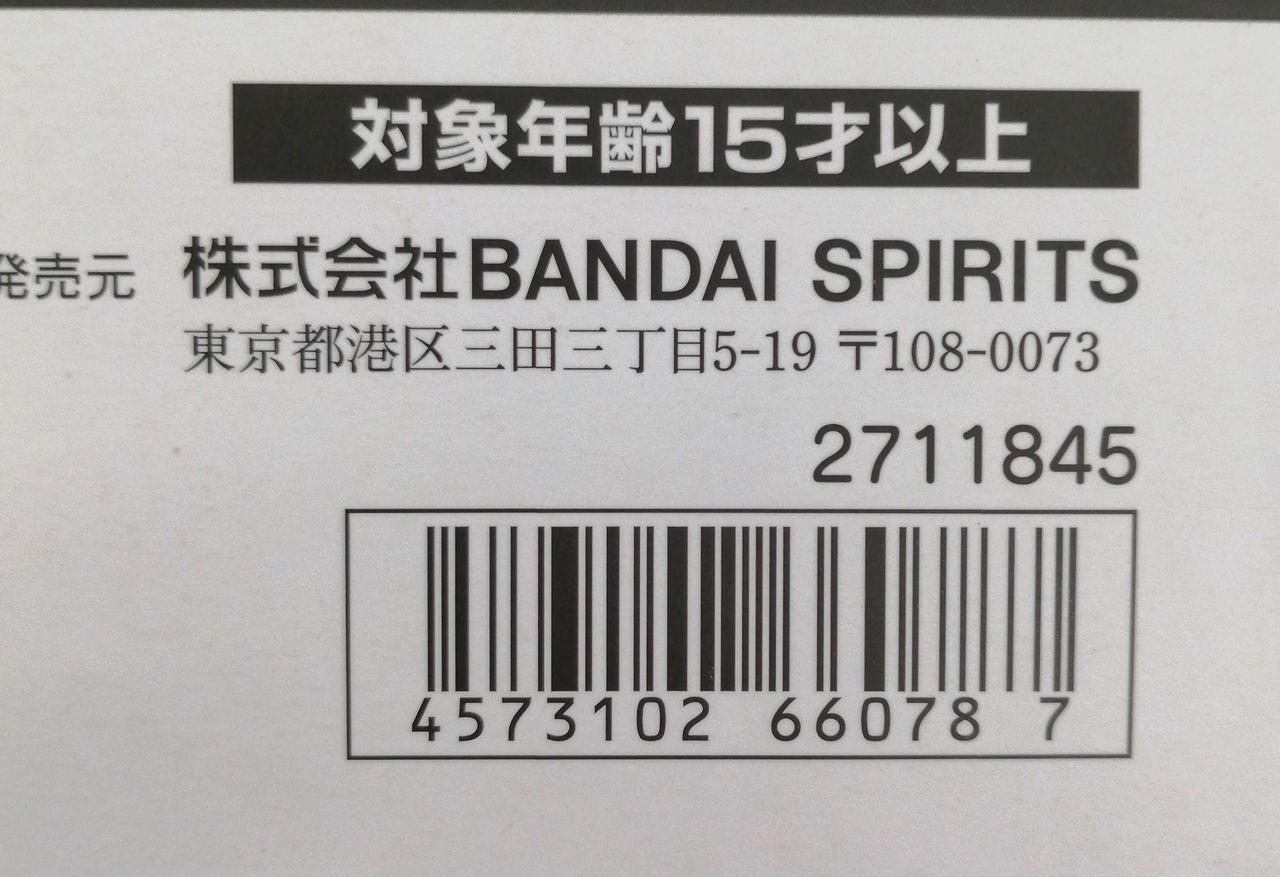 対象年齢15才以上
発売元 株式会社BANDAI SPIRITS
東京都港区三田三丁目5-19 〒108-0073
2711845
4573102 66078 7